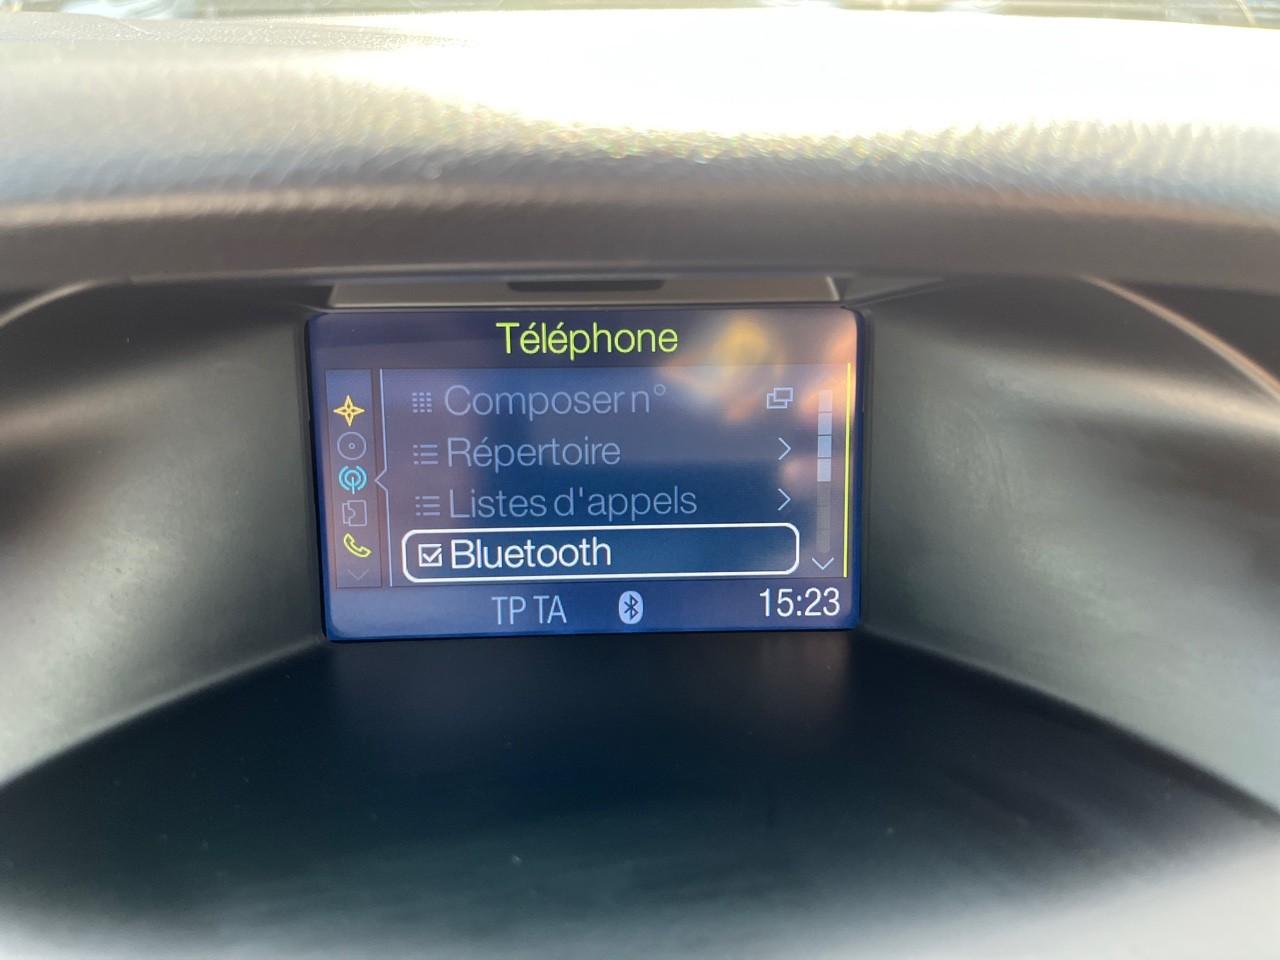 Téléphone
Composer n°
Répertoire
Listes d'appels
Bluetooth
TP TA 15:23